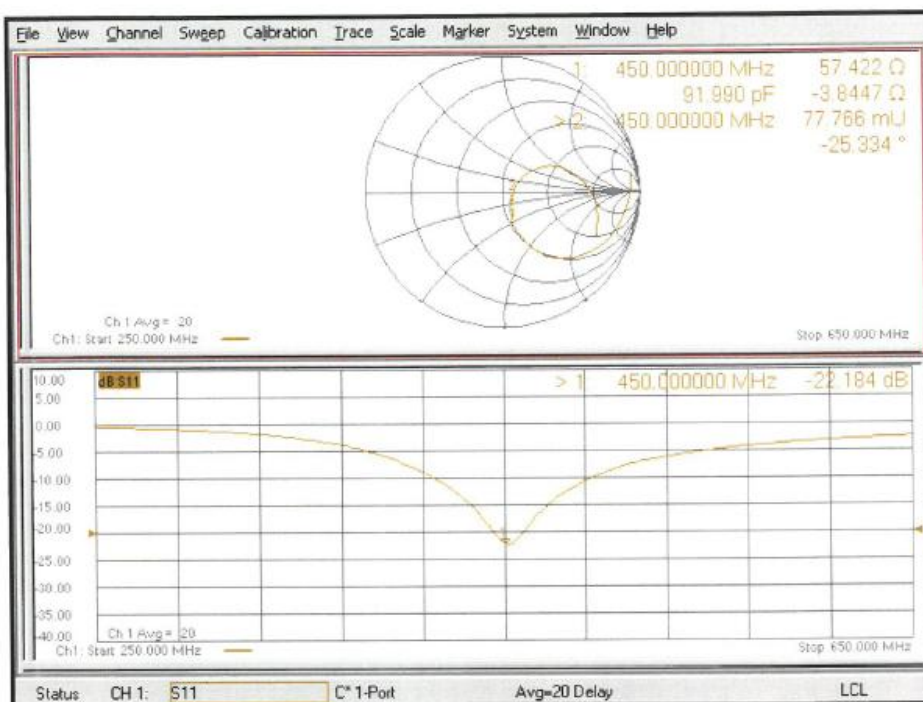 File View Channel Sweep Calibration Trace Scale Marker System Window Help
1: 450.000000 MHz 57.422 Ω
91.990 pF -3.8447 Ω
> 2: 450.000000 MHz 77.766 mU
-25.334 °
Ch 1 Avg = 20
Ch1: Start 250.000 MHz
Stop 650.000 MHz
10.00 dB S11 > 1: 450.000000 MHz -22.184 dB
5.00
0.00
-5.00
-10.00
-15.00
-20.00
-25.00
-30.00
-35.00
-40.00
Ch 1 Avg = 20
Ch1: Start 250.000 MHz
Stop 650.000 MHz
Status CH 1: S11 C* 1-Port Avg=20 Delay LCL